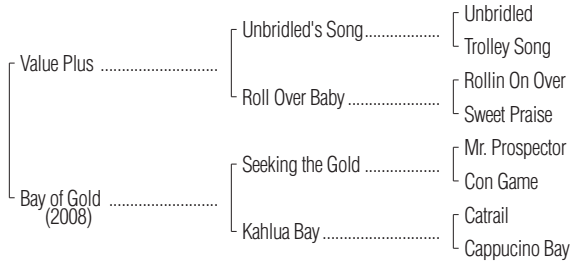 Unbridled
Unbridled's Song..................
Trolley Song
Value Plus ............................
Rollin On Over
Roll Over Baby ......................
Sweet Praise
Mr. Prospector
Seeking the Gold ..................
Con Game
Bay of Gold ..........................
(2008)
Catrail
Kahlua Bay ............................
Cappucino Bay